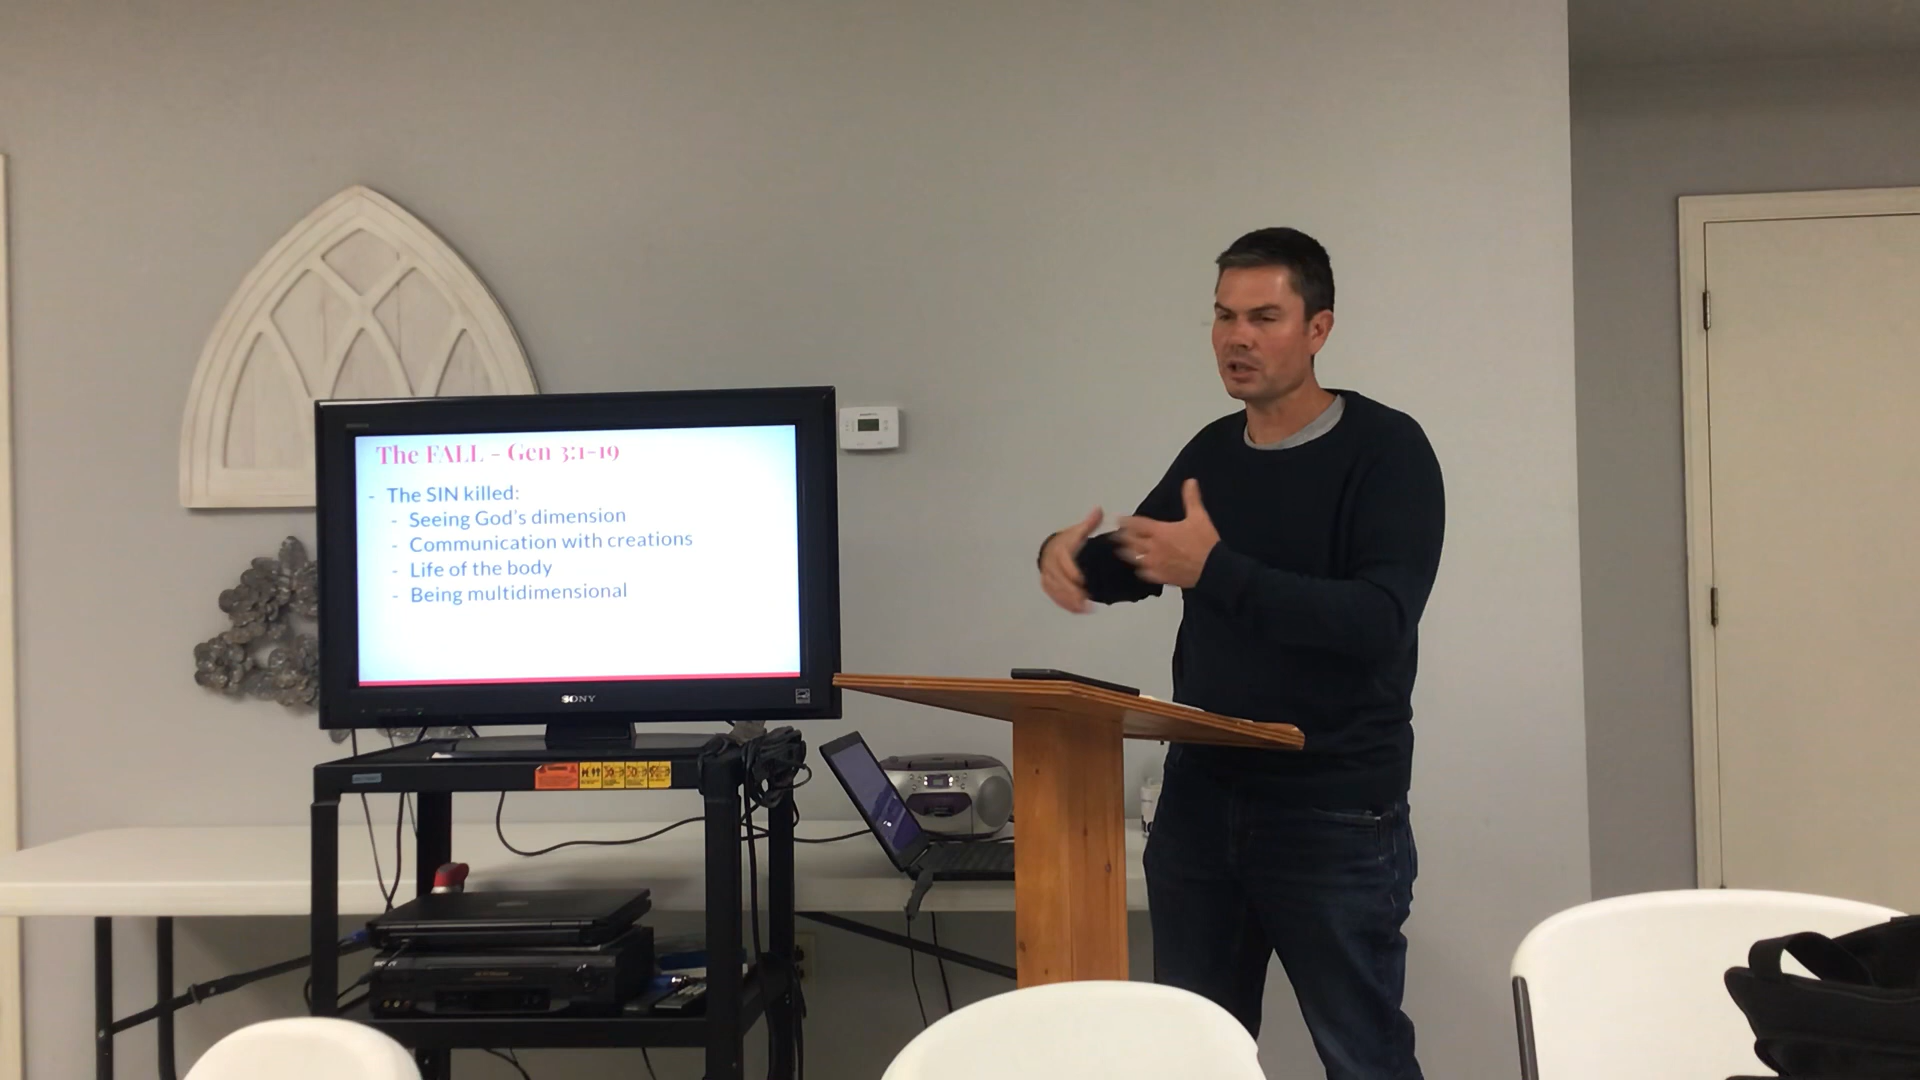 The FALL - Gen 3:1-19
- The SIN killed:
- Seeing God's dimension
- Communication with creations
- Life of the body
- Being multidimensional
SONY